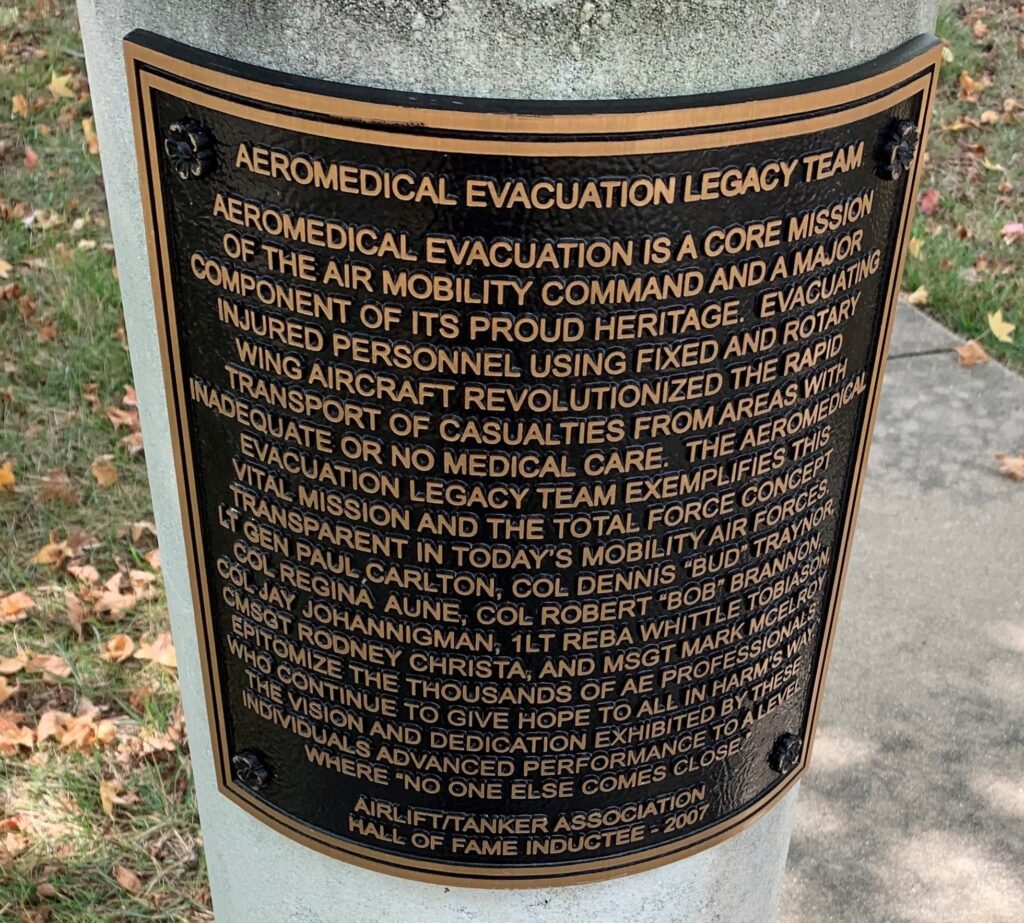 AEROMEDICAL EVACUATION LEGACY TEAM
AEROMEDICAL EVACUATION IS A CORE MISSION
OF THE AIR MOBILITY COMMAND AND A MAJOR
COMPONENT OF ITS PROUD HERITAGE. EVACUATING
INJURED PERSONNEL USING FIXED AND ROTARY
WING AIRCRAFT REVOLUTIONIZED THE RAPID
TRANSPORT OF CASUALTIES FROM AREAS WITH
INADEQUATE OR NO MEDICAL CARE. THE AEROMEDICAL
EVACUATION LEGACY TEAM EXEMPLIFIES THIS
VITAL MISSION AND THE TOTAL FORCE CONCEPT
TRANSPARENT IN TODAY'S MOBILITY AIR FORCES.
LT GEN PAUL CARLTON, COL DENNIS "BUD" TRAYNOR,
COL REGINA AUNE, COL ROBERT "BOB" BRANNON,
COL JAY JOHANNIGMAN, 1LT REBA WHITTLE TOBIASON
CMSGT RODNEY CHRISTA, AND MSGT MARK MCELROY
EPITOMIZE THE THOUSANDS OF AE PROFESSIONALS
WHO CONTINUE TO GIVE HOPE TO ALL IN HARM'S WAY.
THE VISION AND DEDICATION EXHIBITED BY THESE
INDIVIDUALS ADVANCED PERFORMANCE TO A LEVEL
WHERE "NO ONE ELSE COMES CLOSE."
AIRLIFT/TANKER ASSOCIATION
HALL OF FAME INDUCTEE - 2007